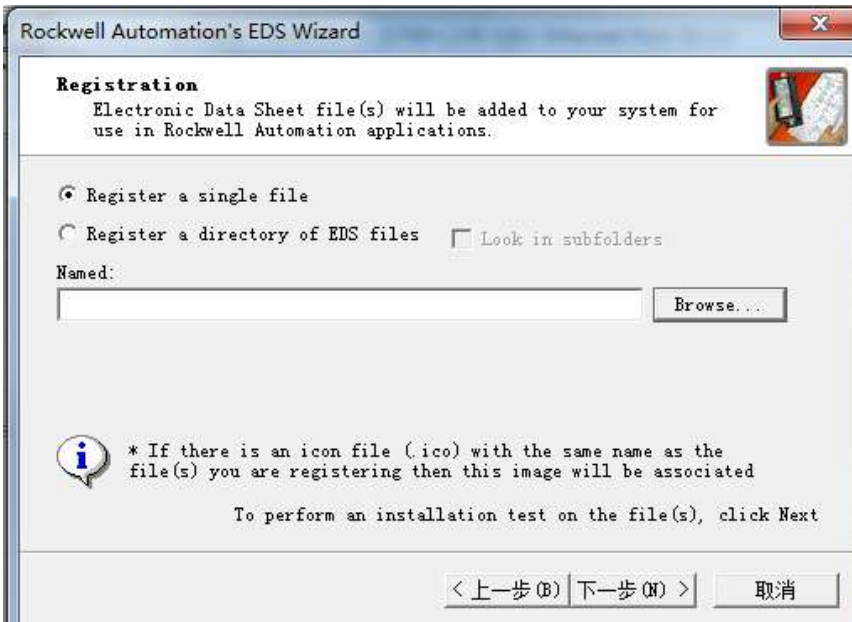 Rockwell Automation's EDS Wizard
Registration
Electronic Data Sheet file(s) will be added to your system for
use in Rockwell Automation applications.
Register a single file
Register a directory of EDS files
Look in subfolders
Named:
Browse...
* If there is an icon file (.ico) with the same name as the
file(s) you are registering then this image will be associated
To perform an installation test on the file(s), click Next
< 上一步(B)
下一步(N) >
取消